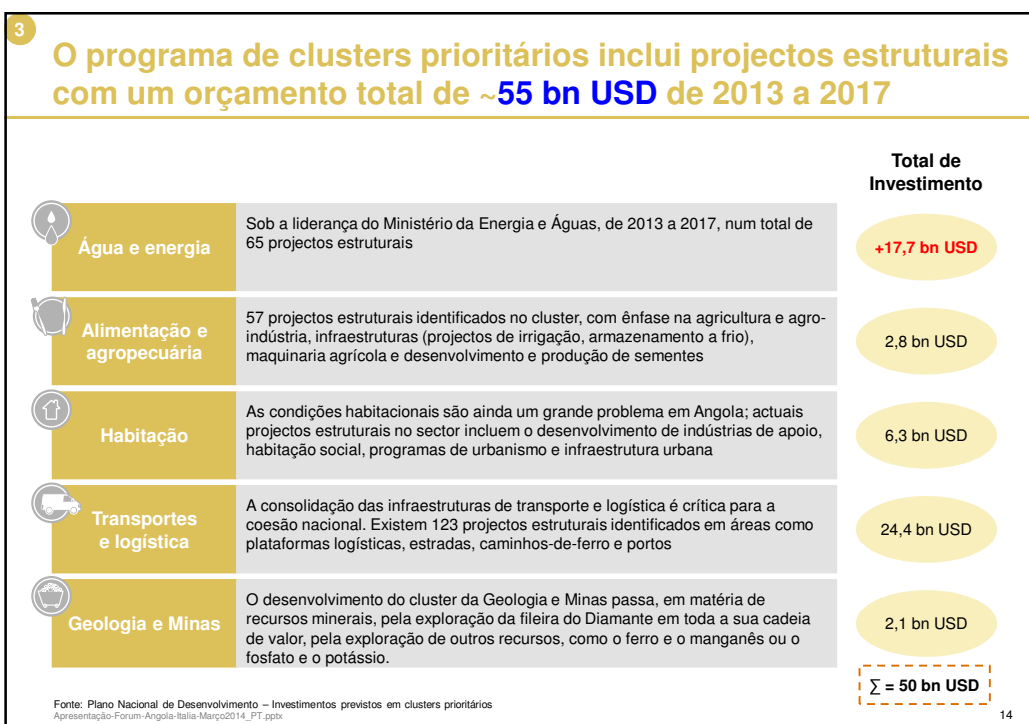 3
O programa de clusters prioritários inclui projectos estruturais
com um orçamento total de ~55 bn USD de 2013 a 2017
Total de
Investimento
Água e energia
Sob a liderança do Ministério da Energia e Águas, de 2013 a 2017, num total de
65 projectos estruturais
+17,7 bn USD
Alimentação e
agropecuária
57 projectos estruturais identificados no cluster, com ênfase na agricultura e agro-
indústria, infraestruturas (projectos de irrigação, armazenamento a frio),
maquinaria agrícola e desenvolvimento e produção de sementes
2,8 bn USD
Habitação
As condições habitacionais são ainda um grande problema em Angola; actuais
projectos estruturais no sector incluem o desenvolvimento de indústrias de apoio,
habitação social, programas de urbanismo e infraestrutura urbana
6,3 bn USD
Transportes
e logística
A consolidação das infraestruturas de transporte e logística é crítica para a
coesão nacional. Existem 123 projectos estruturais identificados em áreas como
plataformas logísticas, estradas, caminhos-de-ferro e portos
24,4 bn USD
Geologia e Minas
O desenvolvimento do cluster da Geologia e Minas passa, em matéria de
recursos minerais, pela exploração da fileira do Diamante em toda a sua cadeia
de valor, pela exploração de outros recursos, como o ferro e o manganês ou o
fosfato e o potássio.
2,1 bn USD
∑ = 50 bn USD
Fonte: Plano Nacional de Desenvolvimento – Investimentos previstos em clusters prioritários
Apresentação-Forum-Angola-Italia-Março2014_PT.pptx
14